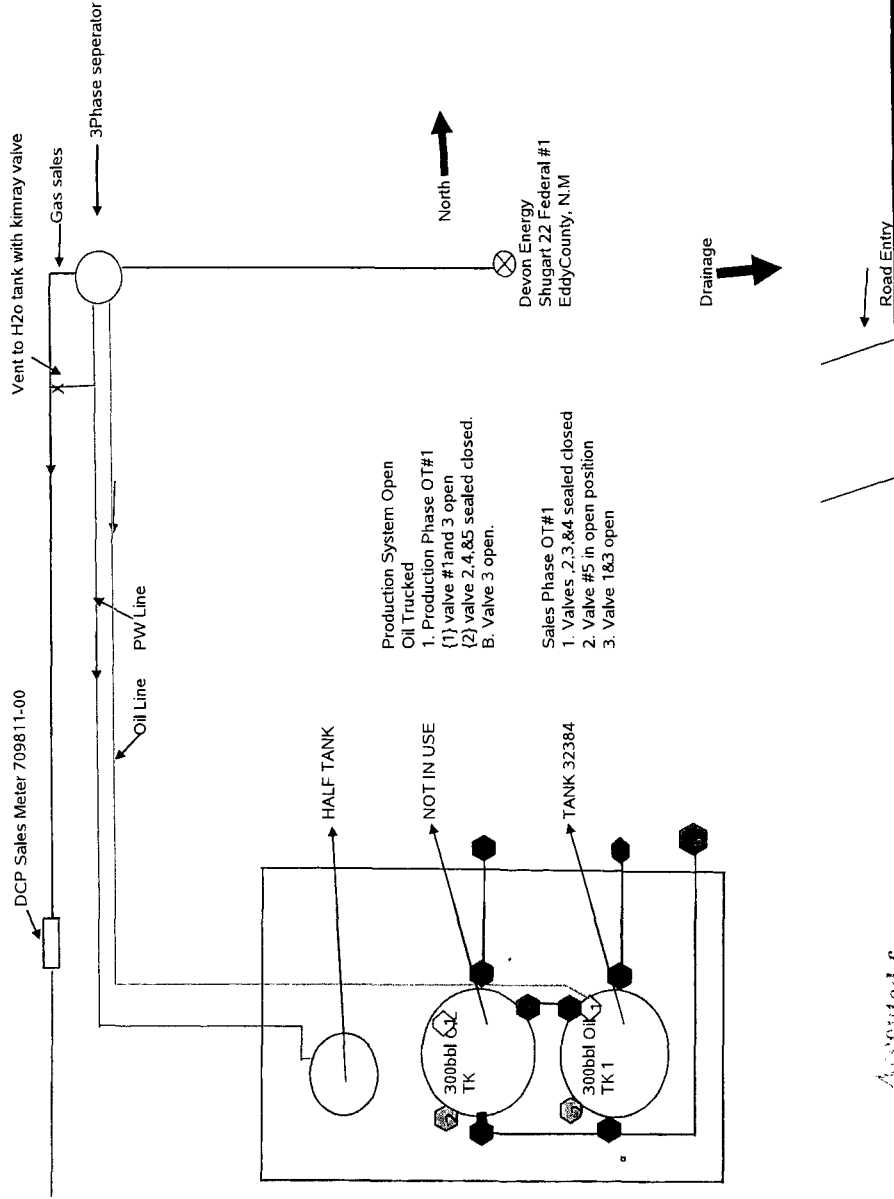 DCP Sales Meter 709811-00
Vent to H2o tank with kimray valve
Gas sales
3Phase seperator
Oil Line
PW Line
North
HALF TANK
NOT IN USE
TANK 32384
Production System Open
Oil Trucked
1. Production Phase OT#1
{1} valve #1and 3 open
{2} valve 2,4,&5 sealed closed.
B. Valve 3 open.
Sales Phase OT#1
1. Valves ,2,3,&4 sealed closed
2. Valve #5 in open position
3. Valve 1&3 open
Devon Energy
Shugart 22 Federal #1
EddyCounty, N.M
Drainage
Road Entry
300bbl
TK
2
300bbl Oil
TK 1
1